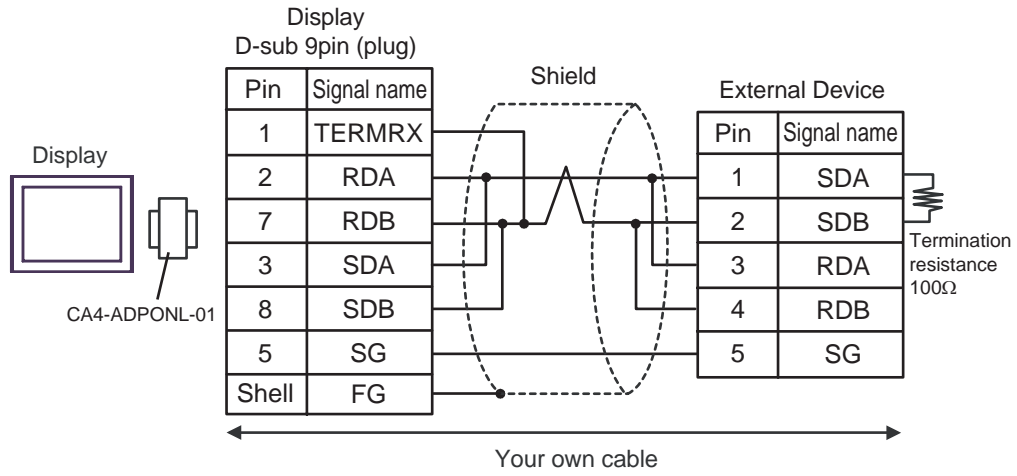 Display
D-sub 9pin (plug)
Pin Signal name
1 TERMRX
2 RDA
7 RDB
3 SDA
8 SDB
5 SG
Shell FG
Shield
External Device
Pin Signal name
1 SDA
2 SDB
3 RDA
4 RDB
5 SG
Termination
resistance
100Ω
Display
CA4-ADPONL-01
Your own cable